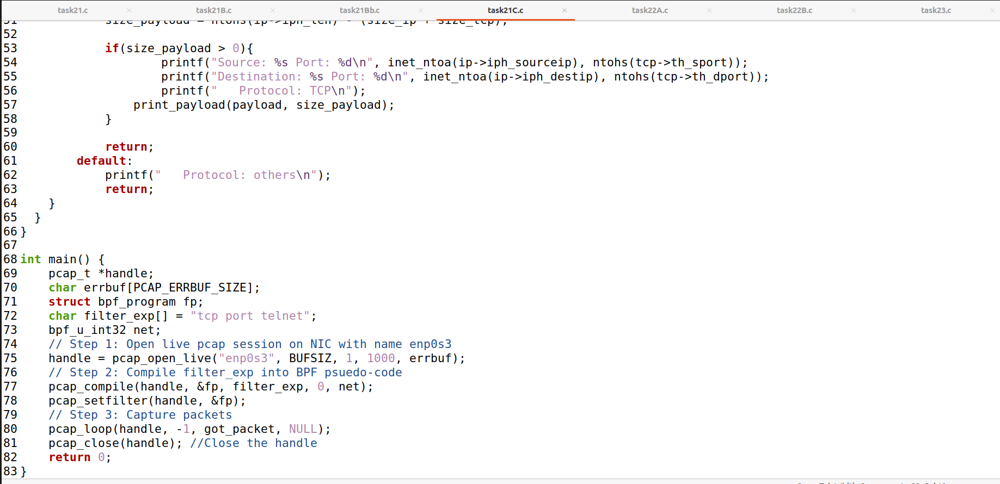 task21.c × task21B.c × task21Bb.c × task21C.c × task22A.c × task22B.c × task23.c ×
51 size_payload = ntohs(ip->iph_len) - (size_ip + size_tcp);
52
53 if(size_payload > 0){
54 printf("Source: %s Port: %d\n", inet_ntoa(ip->iph_sourceip), ntohs(tcp->th_sport));
55 printf("Destination: %s Port: %d\n", inet_ntoa(ip->iph_destip), ntohs(tcp->th_dport));
56 printf("   Protocol: TCP\n");
57 print_payload(payload, size_payload);
58 }
59
60 return;
61 default:
62 printf("   Protocol: others\n");
63 return;
64 }
65 }
66 }
67
68 int main() {
69 pcap_t *handle;
70 char errbuf[PCAP_ERRBUF_SIZE];
71 struct bpf_program fp;
72 char filter_exp[] = "tcp port telnet";
73 bpf_u_int32 net;
74 // Step 1: Open live pcap session on NIC with name enp0s3
75 handle = pcap_open_live("enp0s3", BUFSIZ, 1, 1000, errbuf);
76 // Step 2: Compile filter_exp into BPF psuedo-code
77 pcap_compile(handle, &fp, filter_exp, 0, net);
78 pcap_setfilter(handle, &fp);
79 // Step 3: Capture packets
80 pcap_loop(handle, -1, got_packet, NULL);
81 pcap_close(handle); //Close the handle
82 return 0;
83 }